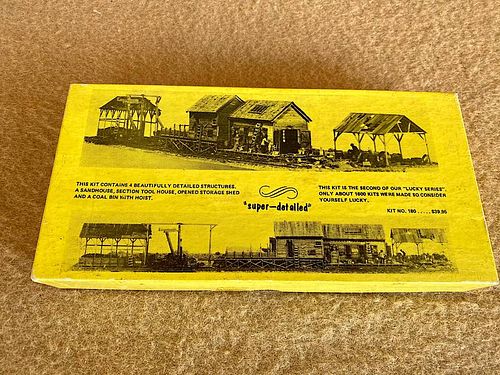 THIS KIT CONTAINS 4 BEAUTIFULLY DETAILED STRUCTURES.
A SANDHOUSE, SECTION TOOL HOUSE, OPENED STORAGE SHED
AND A COAL BIN WITH HOIST.
"super—detailed"
THIS KIT IS THE SECOND OF OUR "LUCKY SERIES".
ONLY ABOUT 1600 KITS WERE MADE SO CONSIDER
YOURSELF LUCKY.
KIT NO. 180 ..... $39.95